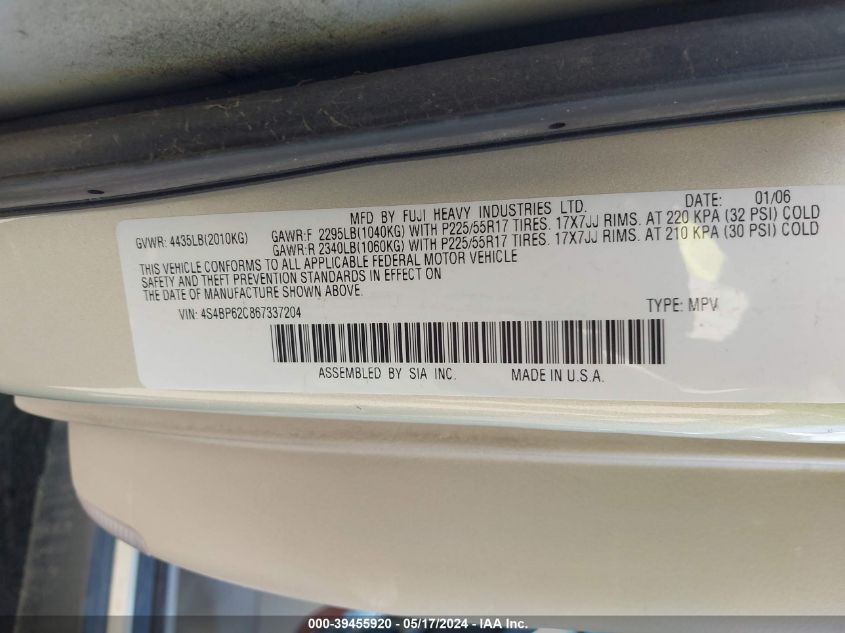 MFD BY FUJI HEAVY INDUSTRIES LTD. DATE: 01/06
GVWR: 4435LB(2010KG) GAWR:F 2295LB(1040KG) WITH P225/55R17 TIRES. 17X7JJ RIMS. AT 220 KPA (32 PSI) COLD
GAWR:R 2340LB(1060KG) WITH P225/55R17 TIRES. 17X7JJ RIMS. AT 210 KPA (30 PSI) COLD
THIS VEHICLE CONFORMS TO ALL APPLICABLE FEDERAL MOTOR VEHICLE
SAFETY AND THEFT PREVENTION STANDARDS IN EFFECT ON
THE DATE OF MANUFACTURE SHOWN ABOVE.
VIN: 4S4BP62C867337204 TYPE: MPV
ASSEMBLED BY SIA INC. MADE IN U.S.A.
000-39455920 - 05/17/2024 - IAA Inc.